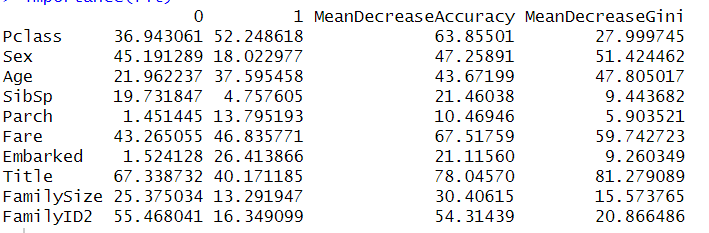 > importance(fit)
0 1 MeanDecreaseAccuracy MeanDecreaseGini
Pclass 36.943061 52.248618 63.85501 27.999745
Sex 45.191289 18.022977 47.25891 51.424462
Age 21.962237 37.595458 43.67199 47.805017
SibSp 19.731847 4.757605 21.46038 9.443682
Parch 1.451445 13.795193 10.46946 5.903521
Fare 43.265055 46.835771 67.51759 59.742723
Embarked 1.524128 26.413866 21.11560 9.260349
Title 67.338732 40.171185 78.04570 81.279089
FamilySize 25.375034 13.291947 30.40615 15.573765
FamilyID2 55.468041 16.349099 54.31439 20.866486